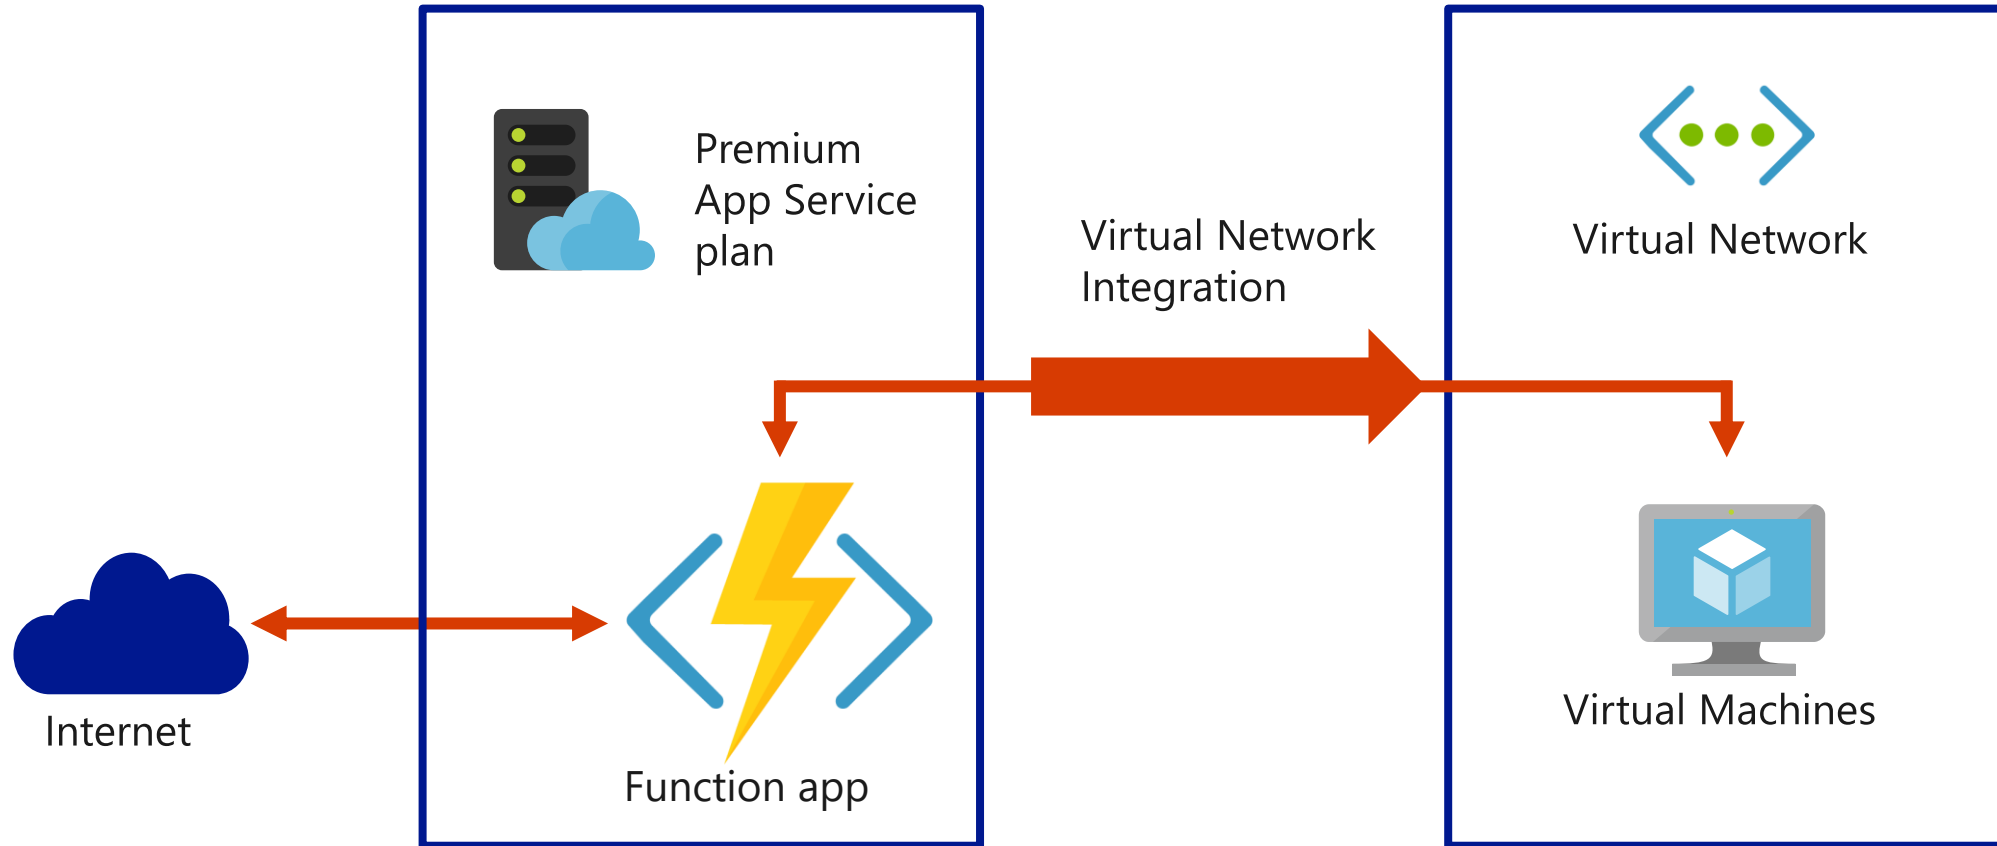 Premium
App Service
plan
Virtual Network
Integration
Virtual Network
Internet
Function app
Virtual Machines